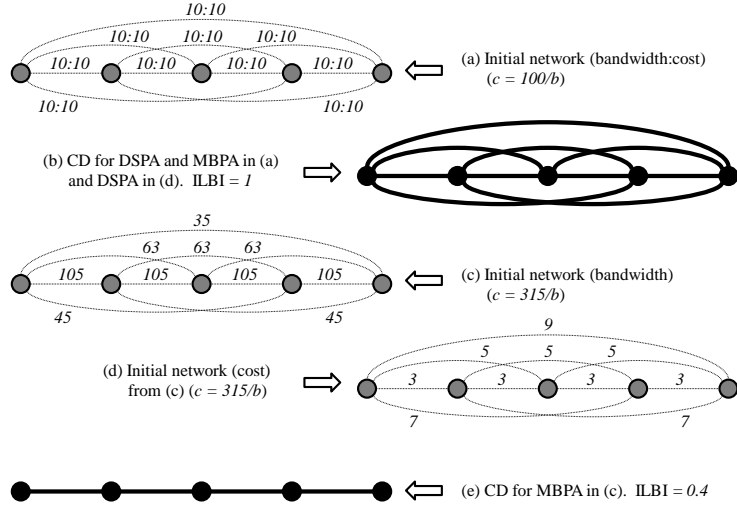 10:10
10:10 10:10 10:10
10:10 10:10 10:10 10:10
10:10 10:10
(a) Initial network (bandwidth:cost)
(c = 100/b)
(b) CD for DSPA and MBPA in (a)
and DSPA in (d). ILBI = 1
35
63 63 63
105 105 105 105
45 45
(c) Initial network (bandwidth)
(c = 315/b)
9
5 5 5
3 3 3 3
7 7
(d) Initial network (cost)
from (c) (c = 315/b)
(e) CD for MBPA in (c). ILBI = 0.4